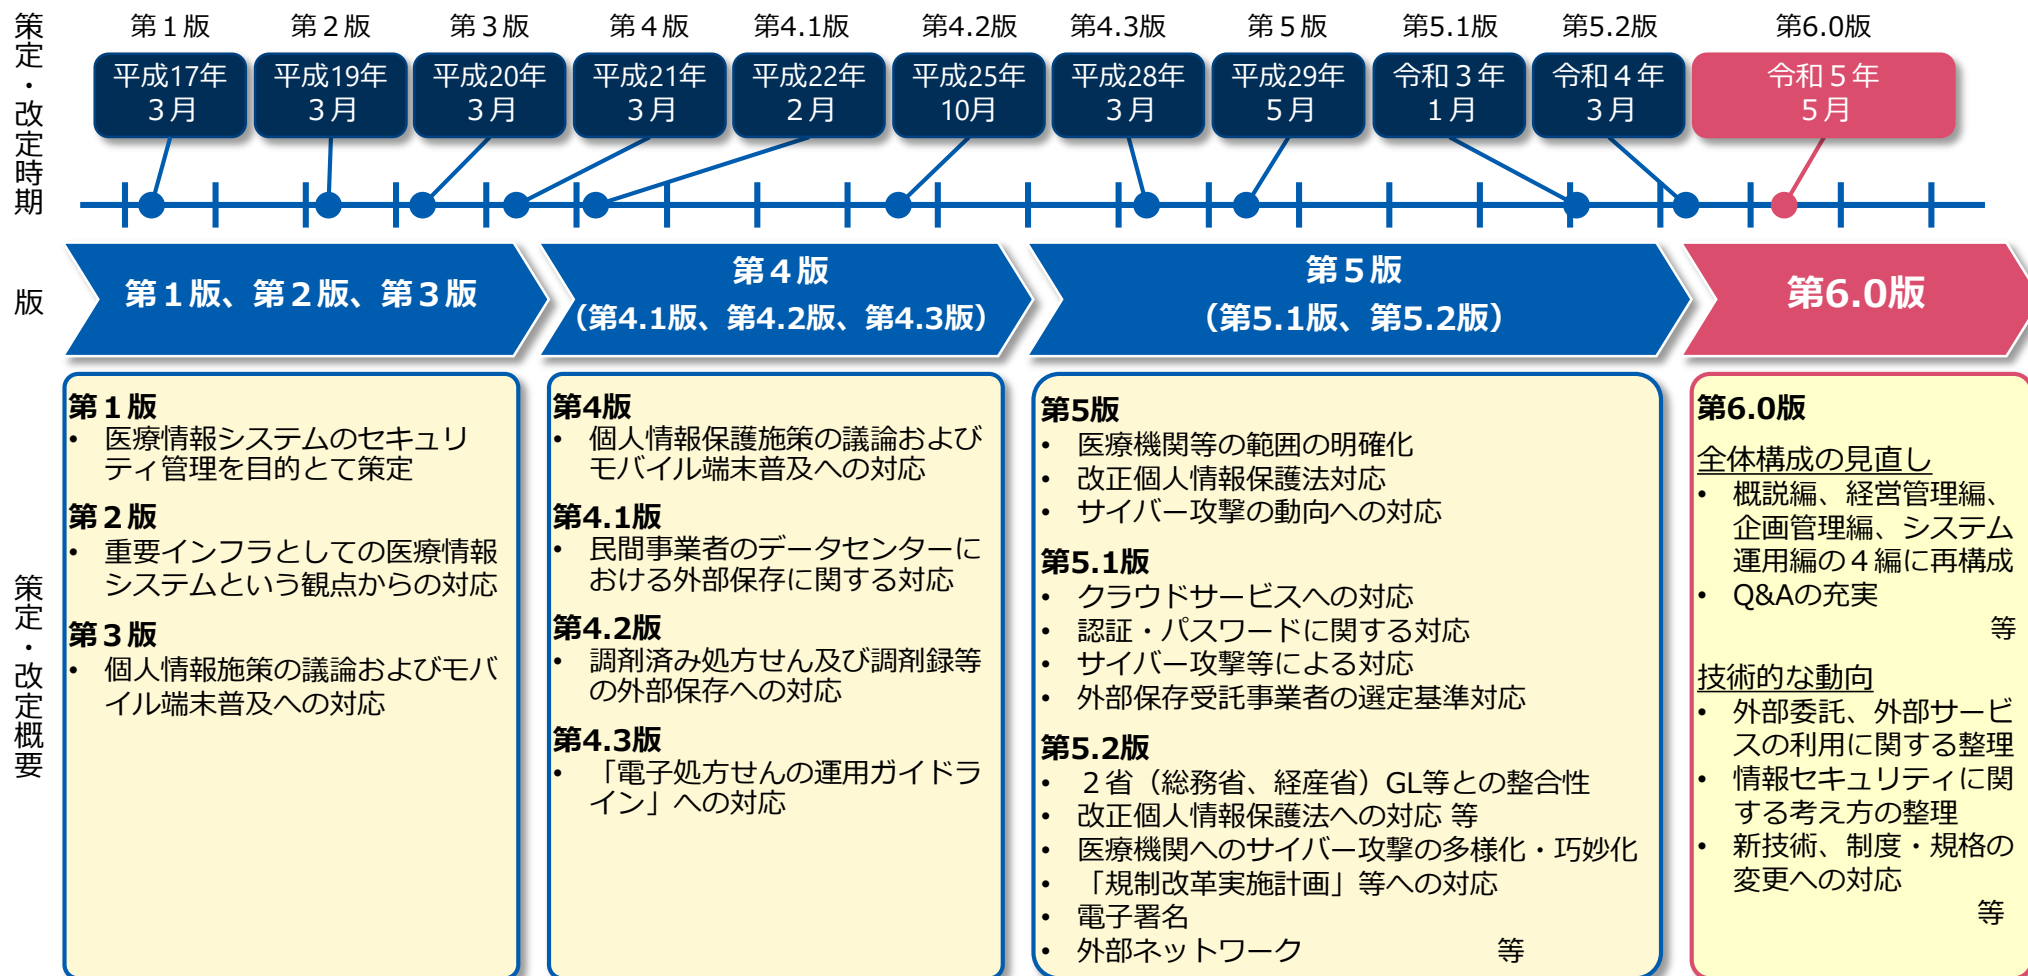 策定・改定時期
第１版
第２版
第３版
第４版
第4.1版
第4.2版
第4.3版
第５版
第5.1版
第5.2版
第6.0版
平成17年
３月
平成19年
３月
平成20年
３月
平成21年
３月
平成22年
２月
平成25年
10月
平成28年
３月
平成29年
５月
令和３年
１月
令和４年
３月
令和５年
５月
版
第１版、第２版、第３版
第４版
（第4.1版、第4.2版、第4.3版）
第５版
（第5.1版、第5.2版）
第6.0版
策定・改定概要
第１版
• 医療情報システムのセキュリ
ティ管理を目的とて策定
第２版
• 重要インフラとしての医療情報
システムという観点からの対応
第３版
• 個人情報施策の議論およびモバ
イル端末普及への対応
第4版
• 個人情報保護施策の議論および
モバイル端末普及への対応
第4.1版
• 民間事業者のデータセンターに
おける外部保存に関する対応
第4.2版
• 調剤済み処方せん及び調剤録等
の外部保存への対応
第4.3版
• 「電子処方せんの運用ガイドラ
イン」への対応
第5版
• 医療機関等の範囲の明確化
• 改正個人情報保護法対応
• サイバー攻撃の動向への対応
第5.1版
• クラウドサービスへの対応
• 認証・パスワードに関する対応
• サイバー攻撃等による対応
• 外部保存受託事業者の選定基準対応
第5.2版
• ２省（総務省、経産省）GL等との整合性
• 改正個人情報保護法への対応 等
• 医療機関へのサイバー攻撃の多様化・巧妙化
• 「規制改革実施計画」等への対応
• 電子署名
• 外部ネットワーク 等
第6.0版
全体構成の見直し
• 概説編、経営管理編、
企画管理編、システム
運用編の４編に再構成
• Q&Aの充実
等
技術的な動向
• 外部委託、外部サービ
スの利用に関する整理
• 情報セキュリティに関
する考え方の整理
• 新技術、制度・規格の
変更への対応
等